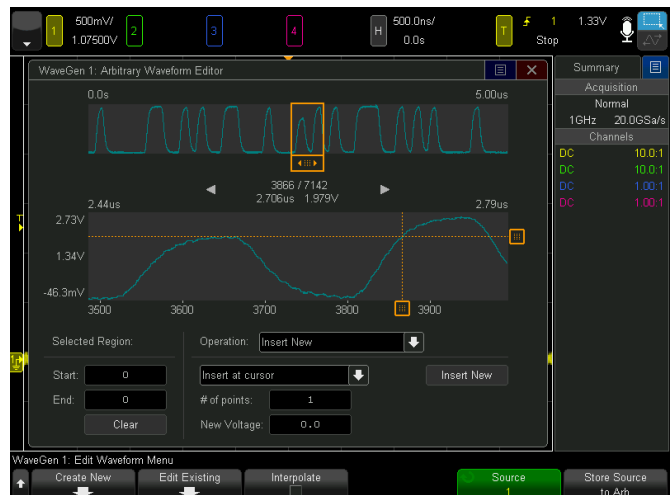 1 500mV/ 2 3 4 H 500.0ns/ T 1 1.33V
1.07500V 0.0s Stop
WaveGen 1: Arbitrary Waveform Editor
Summary
0.0s 5.00us
Acquisition
Normal
1GHz 20.0GSa/s
Channels
DC 10.0:1
DC 10.0:1
DC 1.00:1
DC 1.00:1
3866 / 7142
2.706us 1.979V
2.44us 2.79us
T
2.73V
1.34V
-46.3mV
3500 3600 3700 3800 3900
Selected Region: Operation: Insert New
Start: 0 Insert at cursor Insert New
End: 0 # of points: 1
Clear New Voltage: 0.0
WaveGen 1: Edit Waveform Menu
Create New Edit Existing Interpolate Source Store Source
1 to Arb